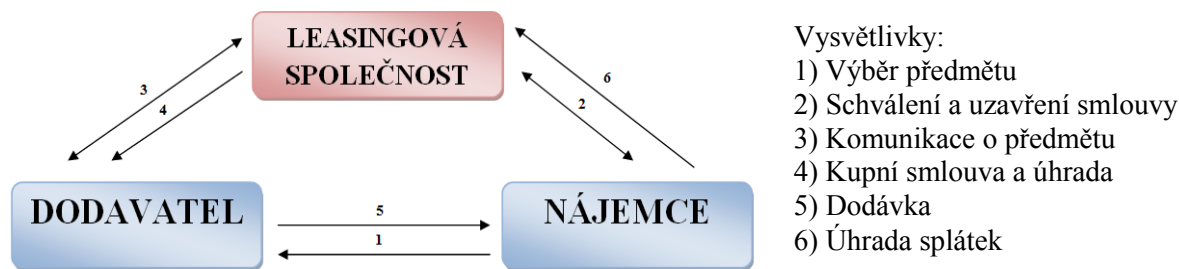 LEASINGOVÁ
SPOLEČNOST
3
4
6
2
DODAVATEL
5
1
NÁJEMCE
Vysvětlivky:
1) Výběr předmětu
2) Schválení a uzavření smlouvy
3) Komunikace o předmětu
4) Kupní smlouva a úhrada
5) Dodávka
6) Úhrada splátek